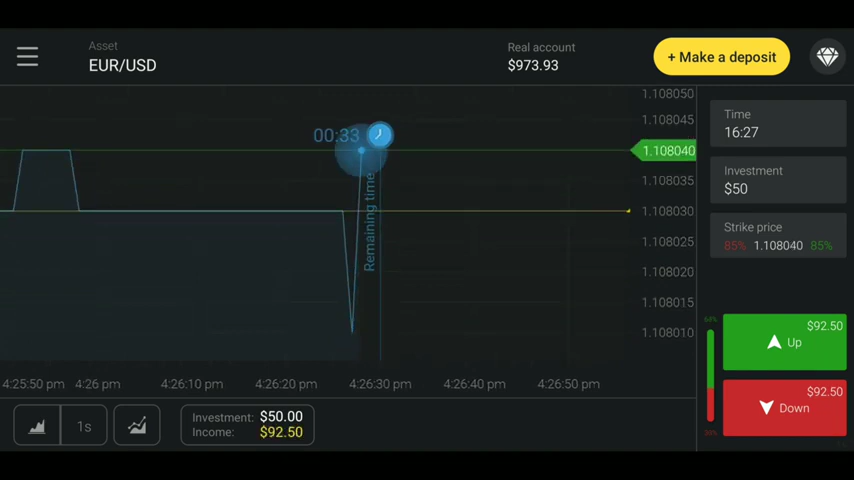 Asset
EUR/USD
Real account
$973.93
+ Make a deposit
1.108050
1.108045
1.108040
1.108035
1.108030
1.108025
1.108020
1.108015
1.108010
00:33
Remaining time
4:25:50 pm
4:26 pm
4:26:10 pm
4:26:20 pm
4:26:30 pm
4:26:40 pm
4:26:50 pm
1s
Investment: $50.00
Income: $92.50
Time
16:27
Investment
$50
Strike price
85% 1.108040 85%
$92.50
Up
$92.50
Down